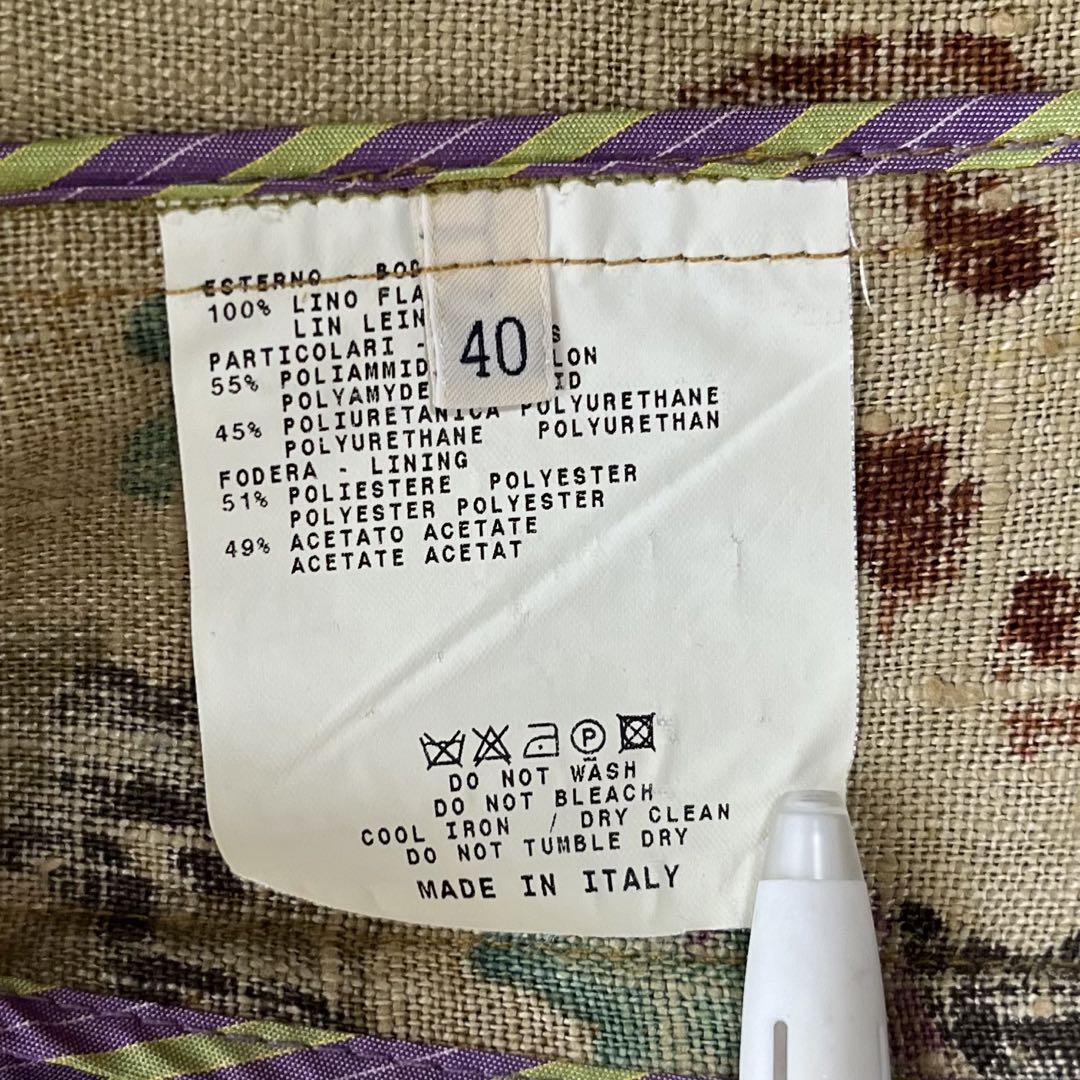 ESTERNO - BOD
100% LINO FLA
LIN LEIN
PARTICOLARI - S
55% POLIAMMID LON
POLYAMYDE ID
45% POLIURETANICA POLYURETHANE
POLYURETHANE POLYURETHAN
FODERA - LINING
51% POLIESTERE POLYESTER
POLYESTER POLYESTER
49% ACETATO ACETATE
ACETATE ACETAT
40
P
DO NOT WASH
DO NOT BLEACH
COOL IRON / DRY CLEAN
DO NOT TUMBLE DRY
MADE IN ITALY